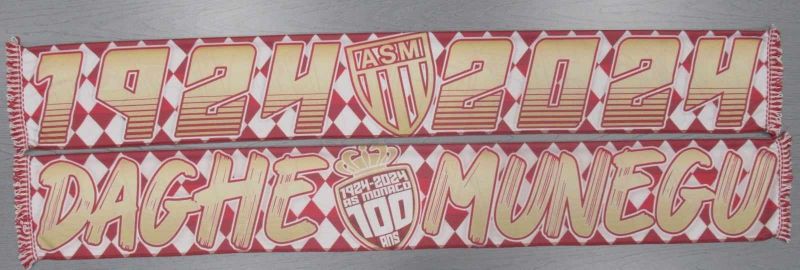 1924 ASM 2024
DAGHE MUNEGU
1924-2024
AS MONACO
100
ANS